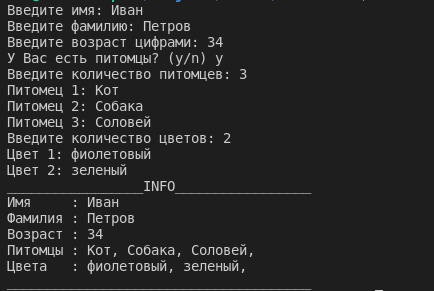 Введите имя: Иван
Введите фамилию: Петров
Введите возраст цифрами: 34
У Вас есть питомцы? (y/n) y
Введите количество питомцев: 3
Питомец 1: Кот
Питомец 2: Собака
Питомец 3: Соловей
Введите количество цветов: 2
Цвет 1: фиолетовый
Цвет 2: зеленый
_________________INFO_________________
Имя     : Иван
Фамилия : Петров
Возраст : 34
Питомцы : Кот, Собака, Соловей,
Цвета   : фиолетовый, зеленый,
______________________________________